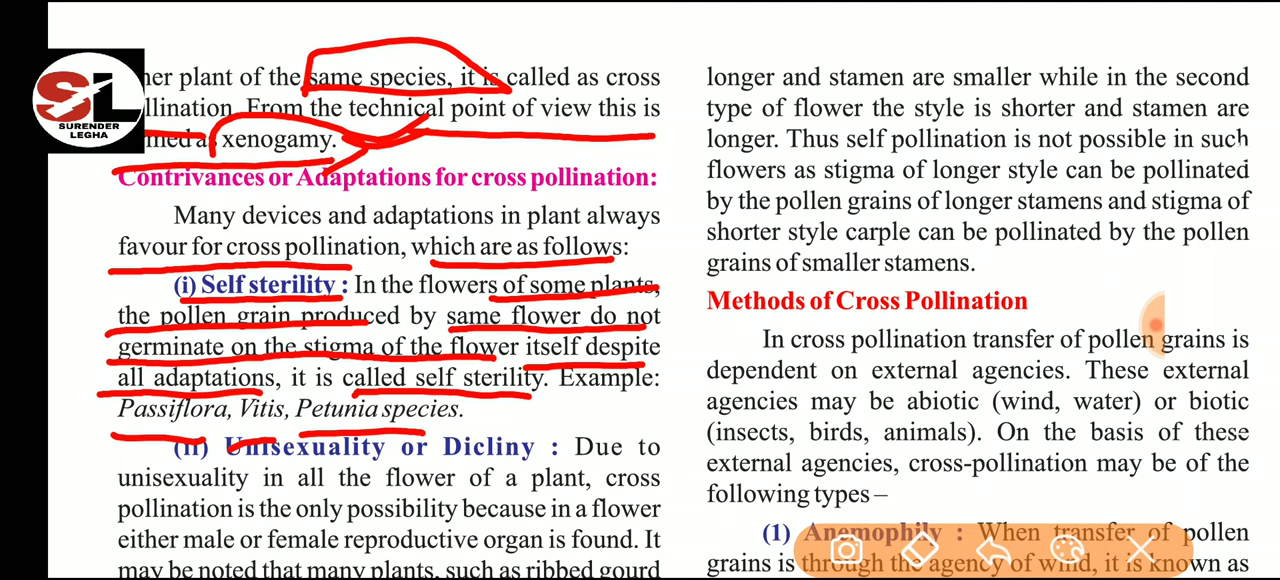 SL
SURENDER
LEGHA
her plant of the same species, it is called as cross
llination. From the technical point of view this is
med as xenogamy.
Contrivances or Adaptations for cross pollination:
Many devices and adaptations in plant always
favour for cross pollination, which are as follows:
(i) Self sterility : In the flowers of some plants,
the pollen grain produced by same flower do not
germinate on the stigma of the flower itself despite
all adaptations, it is called self sterility. Example:
Passiflora, Vitis, Petunia species.
(ii) Unisexuality or Dicliny : Due to
unisexuality in all the flower of a plant, cross
pollination is the only possibility because in a flower
either male or female reproductive organ is found. It
may be noted that many plants, such as ribbed gourd
longer and stamen are smaller while in the second
type of flower the style is shorter and stamen are
longer. Thus self pollination is not possible in such
flowers as stigma of longer style can be pollinated
by the pollen grains of longer stamens and stigma of
shorter style carple can be pollinated by the pollen
grains of smaller stamens.
Methods of Cross Pollination
In cross pollination transfer of pollen grains is
dependent on external agencies. These external
agencies may be abiotic (wind, water) or biotic
(insects, birds, animals). On the basis of these
external agencies, cross-pollination may be of the
following types –
(1) Anemophily : When transfer of pollen
grains is through the agency of wind, it is known as